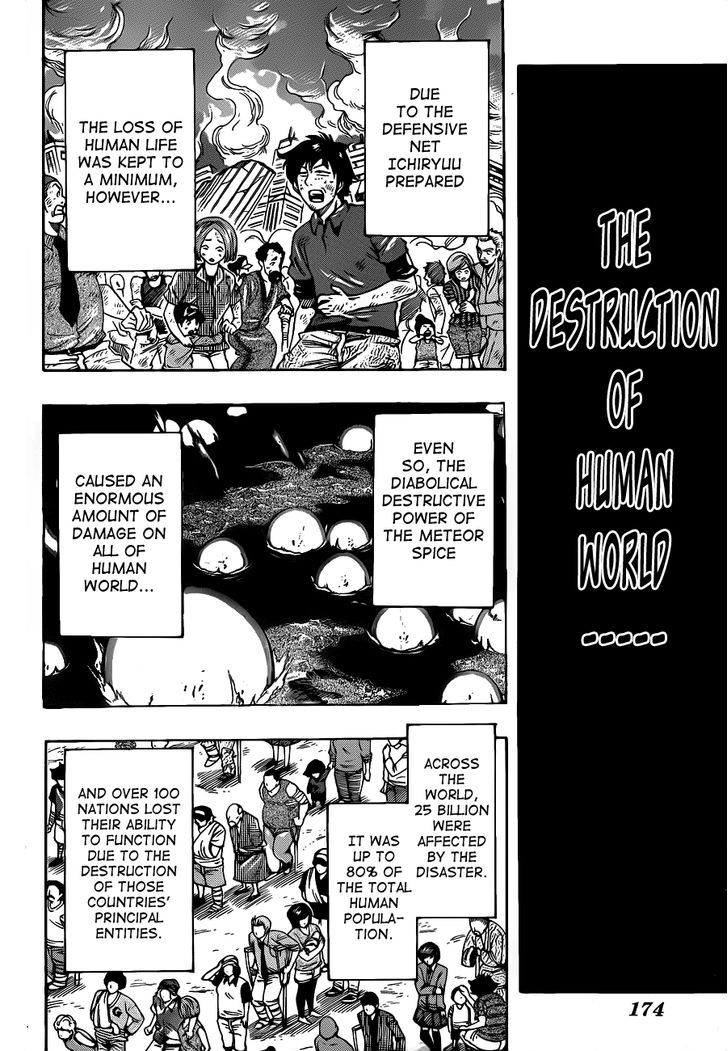 THE
DESTRUCTION
OF
HUMAN
WORLD
.....
DUE
TO THE
DEFENSIVE
NET
ICHIRYUU
PREPARED
THE LOSS OF
HUMAN LIFE
WAS KEPT TO
A MINIMUM,
HOWEVER...
EVEN
SO, THE
DIABOLICAL
DESTRUCTIVE
POWER OF
THE METEOR
SPICE
CAUSED AN
ENORMOUS
AMOUNT OF
DAMAGE ON
ALL OF
HUMAN
WORLD...
ACROSS
THE
WORLD,
25 BILLION
WERE
AFFECTED
BY THE
DISASTER.
IT WAS
UP TO
80% OF
THE TOTAL
HUMAN
POPULA-
TION.
AND OVER 100
NATIONS LOST
THEIR ABILITY
TO FUNCTION
DUE TO THE
DESTRUCTION
OF THOSE
COUNTRIES'
PRINCIPAL
ENTITIES.
174